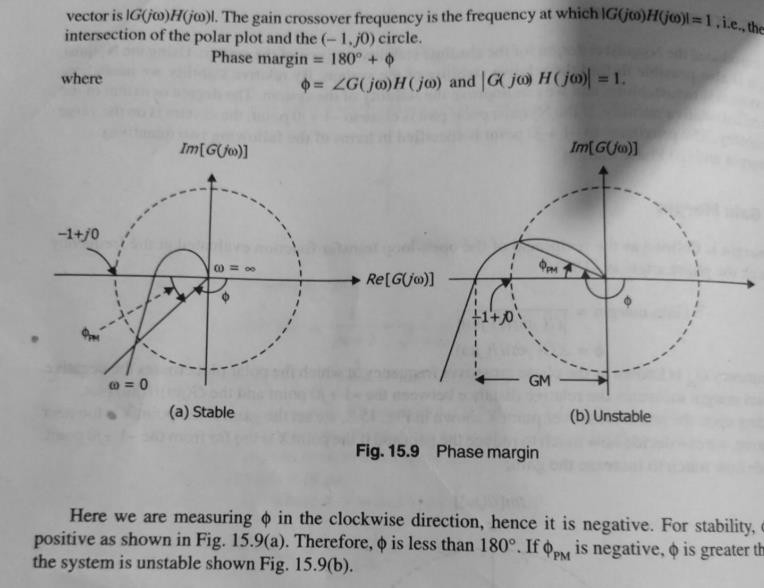 vector is |G(jω)H(jω)|. The gain crossover frequency is the frequency at which |G(jω)H(jω)| = 1, i.e., the
intersection of the polar plot and the (– 1, j0) circle.
Phase margin = 180° + ϕ
where
ϕ = ∠G(jω)H(jω) and |G(jω) H(jω)| = 1.
Im[G(jω)]
Im[G(jω)]
–1+j0
ω = ∞
Re[G(jω)]
ϕPM
ϕ
ϕ
–1+j0
ϕPM
ω = 0
GM
(a) Stable
(b) Unstable
Fig. 15.9 Phase margin
Here we are measuring ϕ in the clockwise direction, hence it is negative. For stability,
positive as shown in Fig. 15.9(a). Therefore, ϕ is less than 180°. If ϕPM is negative, ϕ is greater
the system is unstable shown Fig. 15.9(b).